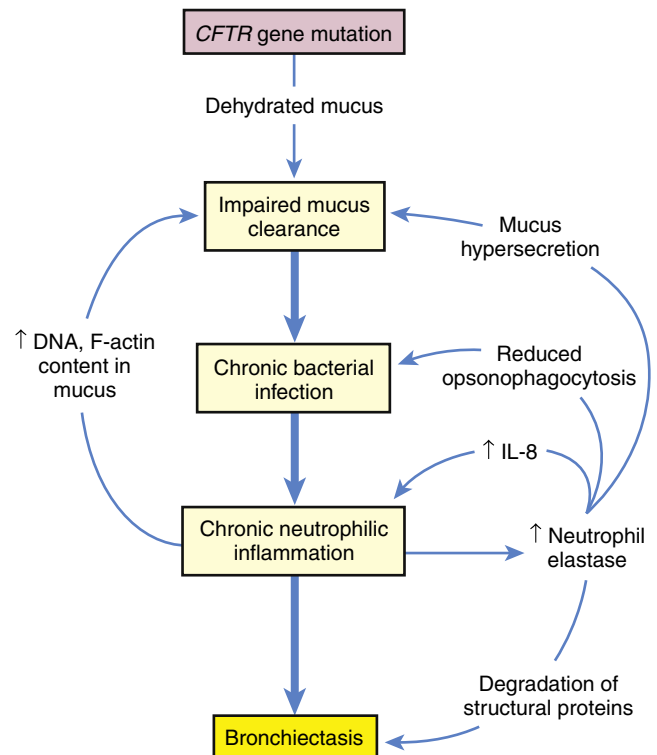 CFTR gene mutation
Dehydrated mucus
Impaired mucus
clearance
Mucus
hypersecretion
↑ DNA, F-actin
content in
mucus
Chronic bacterial
infection
Reduced
opsonophagocytosis
↑ IL-8
Chronic neutrophilic
inflammation
↑ Neutrophil
elastase
Degradation of
structural proteins
Bronchiectasis